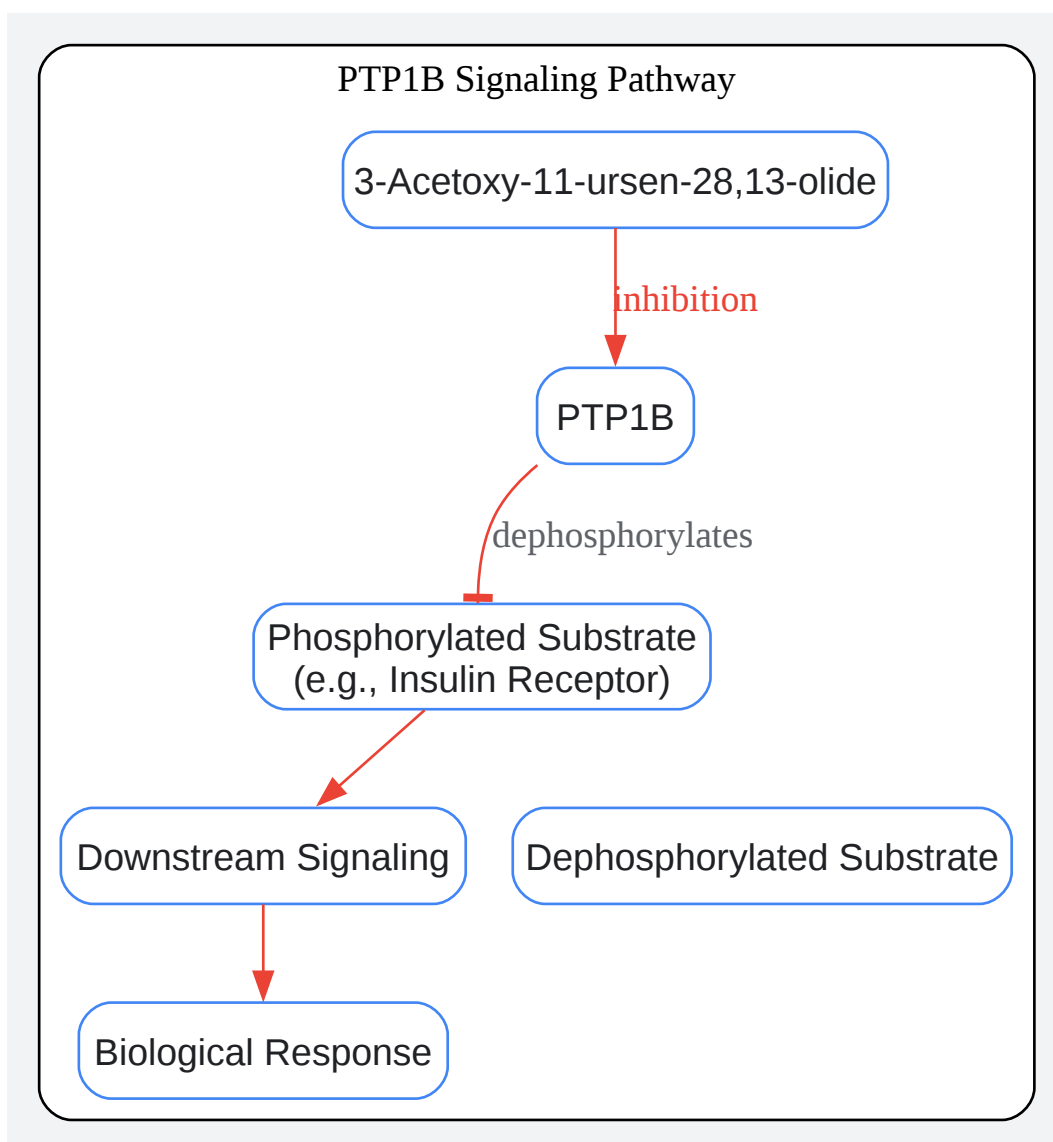 PTP1B Signaling Pathway
3-Acetoxy-11-ursen-28,13-olide
inhibition
PTP1B
dephosphorylates
Phosphorylated Substrate
(e.g., Insulin Receptor)
Downstream Signaling
Dephosphorylated Substrate
Biological Response